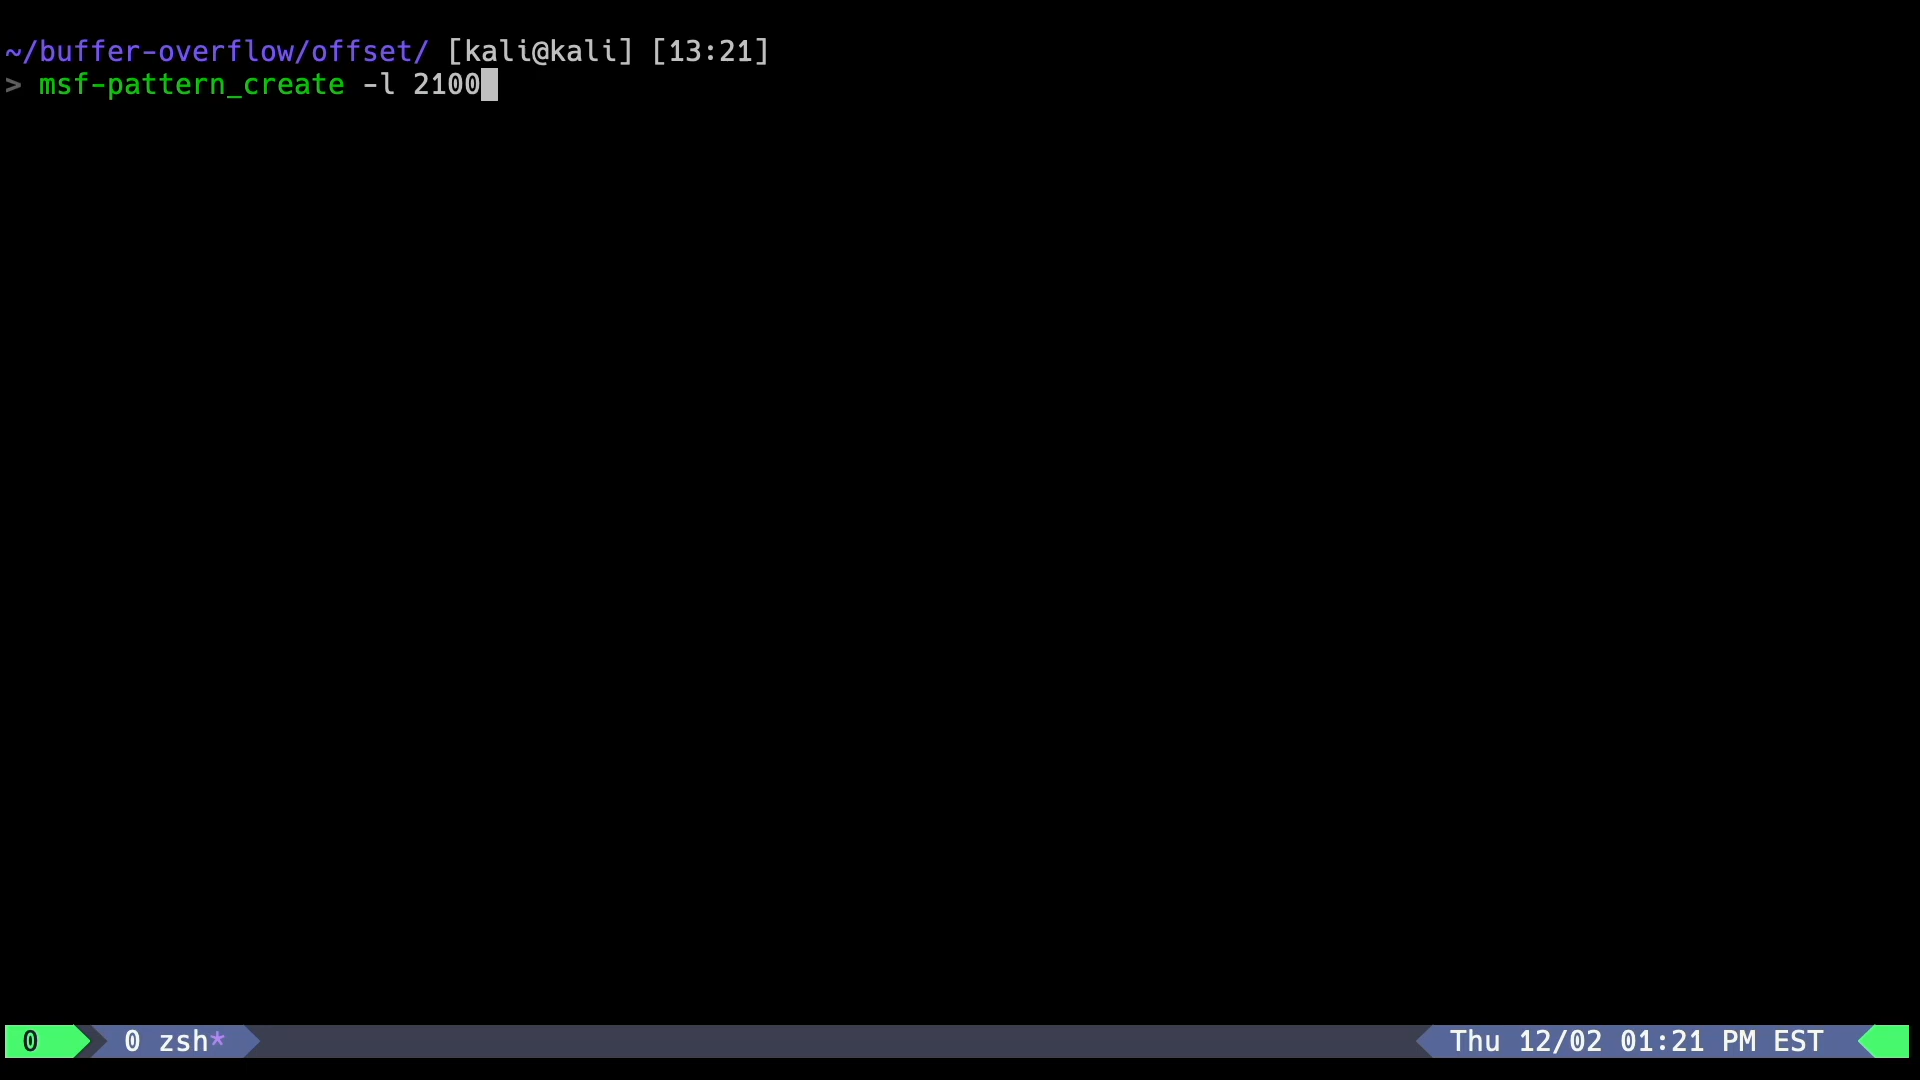 ~/buffer-overflow/offset/ [kali@kali] [13:21]
> msf-pattern_create -l 2100
0 0 zsh* Thu 12/02 01:21 PM EST